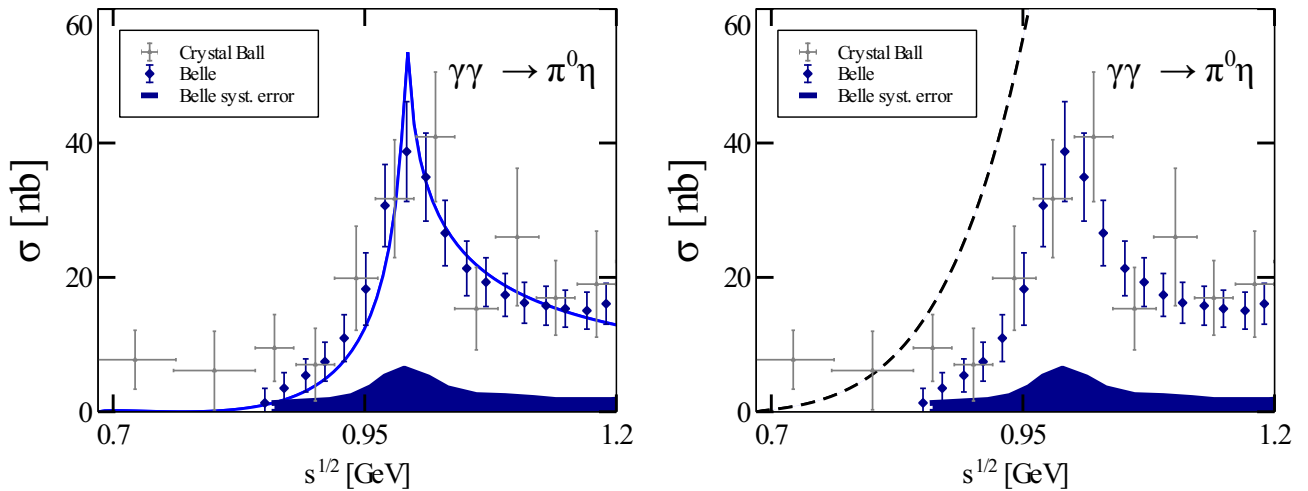 60
Crystal Ball
Belle
Belle syst. error
γγ → π⁰η
40
σ [nb]
20
0
0.7
0.95
1.2
s^{1/2} [GeV]
60
Crystal Ball
Belle
Belle syst. error
γγ → π⁰η
40
σ [nb]
20
0
0.7
0.95
1.2
s^{1/2} [GeV]